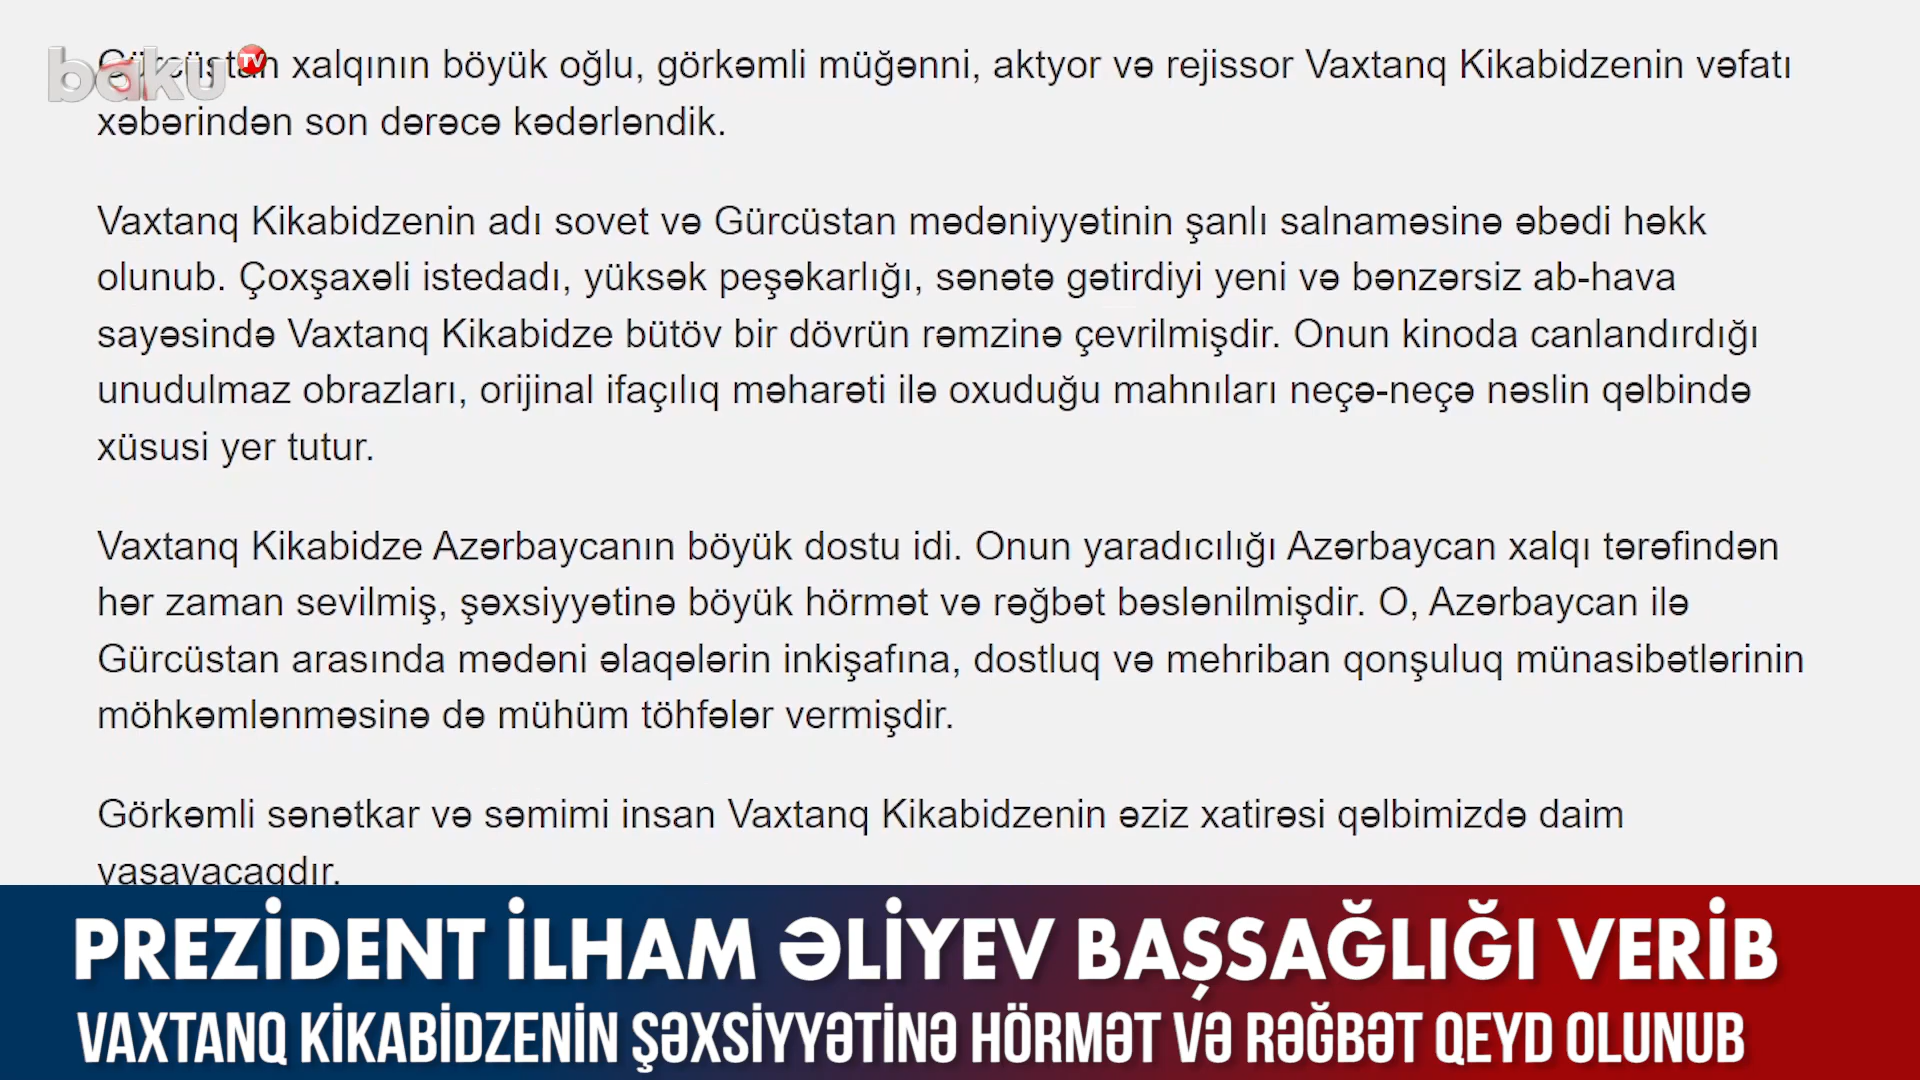 baku TV
Gürcüstan xalqının böyük oğlu, görkəmli müğənni, aktyor və rejissor Vaxtanq Kikabidzenin vəfatı
xəbərindən son dərəcə kədərləndik.
Vaxtanq Kikabidzenin adı sovet və Gürcüstan mədəniyyətinin şanlı salnaməsinə əbədi həkk
olunub. Çoxşaxəli istedadı, yüksək peşəkarlığı, sənətə gətirdiyi yeni və bənzərsiz ab-hava
sayəsində Vaxtanq Kikabidze bütöv bir dövrün rəmzinə çevrilmişdir. Onun kinoda canlandırdığı
unudulmaz obrazları, orijinal ifaçılıq məharəti ilə oxuduğu mahnıları neçə-neçə nəslin qəlbində
xüsusi yer tutur.
Vaxtanq Kikabidze Azərbaycanın böyük dostu idi. Onun yaradıcılığı Azərbaycan xalqı tərəfindən
hər zaman sevilmiş, şəxsiyyətinə böyük hörmət və rəğbət bəslənilmişdir. O, Azərbaycan ilə
Gürcüstan arasında mədəni əlaqələrin inkişafına, dostluq və mehriban qonşuluq münasibətlərinin
möhkəmlənməsinə də mühüm töhfələr vermişdir.
Görkəmli sənətkar və səmimi insan Vaxtanq Kikabidzenin əziz xatirəsi qəlbimizdə daim
yaşayacaqdır.
PREZİDENT İLHAM ƏLİYEV BAŞSAĞLIĞI VERİB
VAXTANQ KİKABİDZENİN ŞƏXSİYYƏTİNƏ HÖRMƏT VƏ RƏĞBƏT QEYD OLUNUB